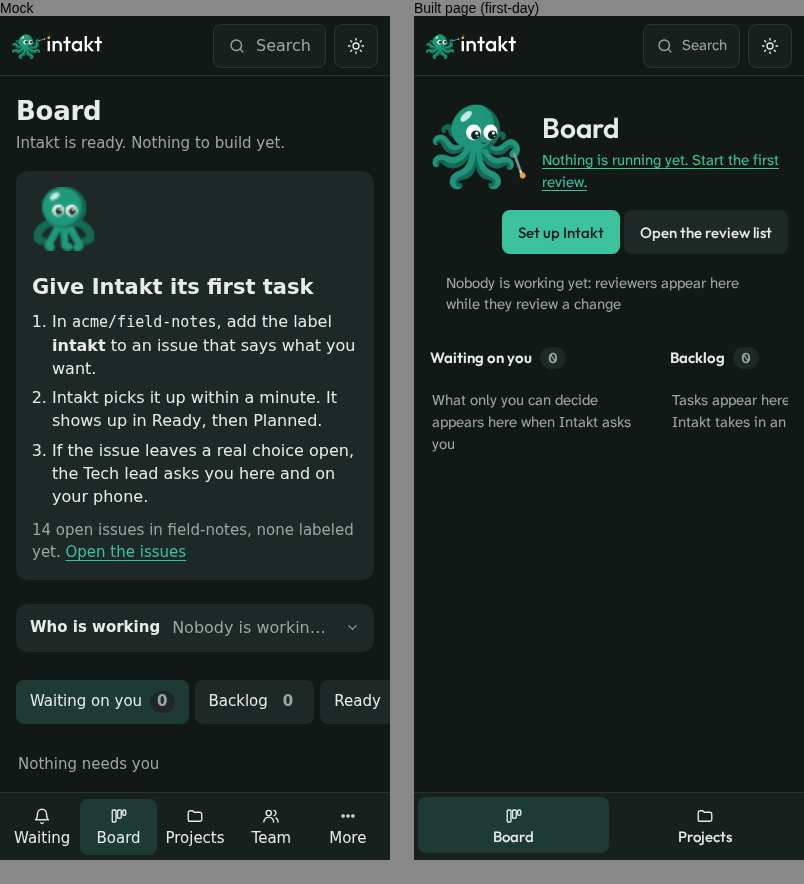 Mock
intakt
Search
Board
Intakt is ready. Nothing to build yet.
Give Intakt its first task
1. In acme/field-notes, add the label
intakt to an issue that says what you
want.
2. Intakt picks it up within a minute. It
shows up in Ready, then Planned.
3. If the issue leaves a real choice open,
the Tech lead asks you here and on
your phone.
14 open issues in field-notes, none labeled
yet. Open the issues
Who is working Nobody is workin...
Waiting on you 0 Backlog 0 Ready
Nothing needs you
Waiting Board Projects Team More
Built page (first-day)
intakt
Search
Board
Nothing is running yet. Start the first
review.
Set up Intakt Open the review list
Nobody is working yet: reviewers appear here
while they review a change
Waiting on you 0 Backlog 0
What only you can decide
appears here when Intakt asks
you
Tasks appear here
Intakt takes in an
Board Projects